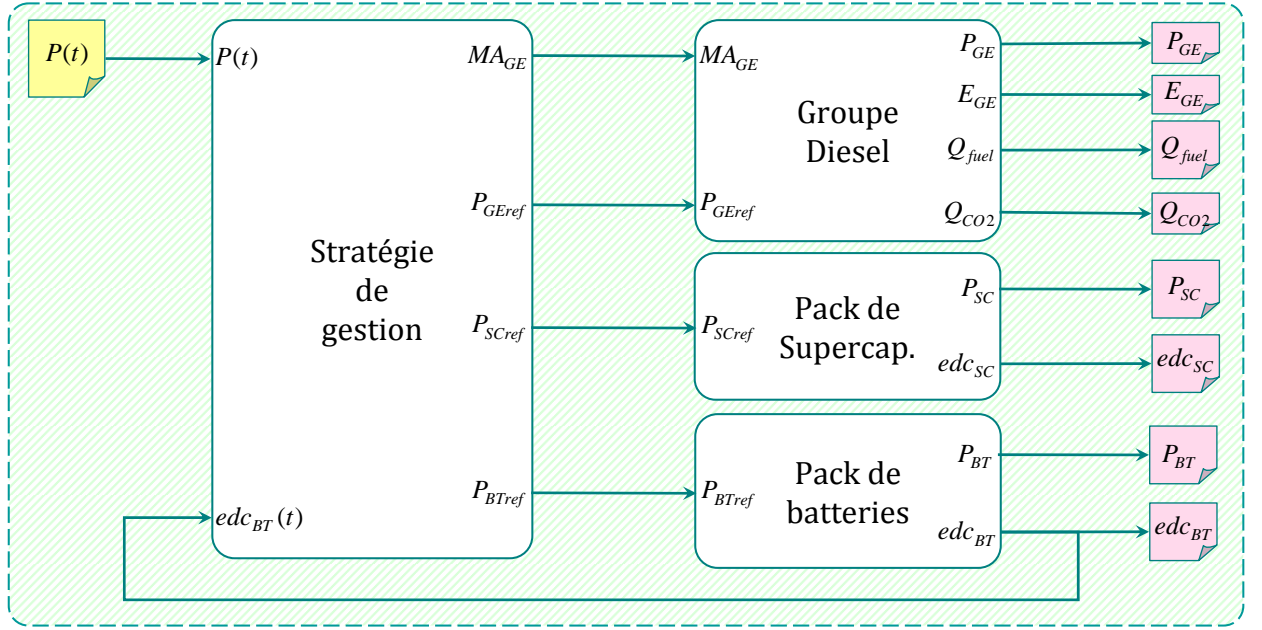 P(t)
P(t)
edc_BT (t)
Stratégie
de
gestion
MA_GE
P_GEref
P_SCref
P_BTref
MA_GE
P_GEref
Groupe
Diesel
P_GE
E_GE
Q_fuel
Q_CO2
P_SCref
Pack de
Supercap.
P_SC
edc_SC
P_BTref
Pack de
batteries
P_BT
edc_BT
P_GE
E_GE
Q_fuel
Q_CO2
P_SC
edc_SC
P_BT
edc_BT